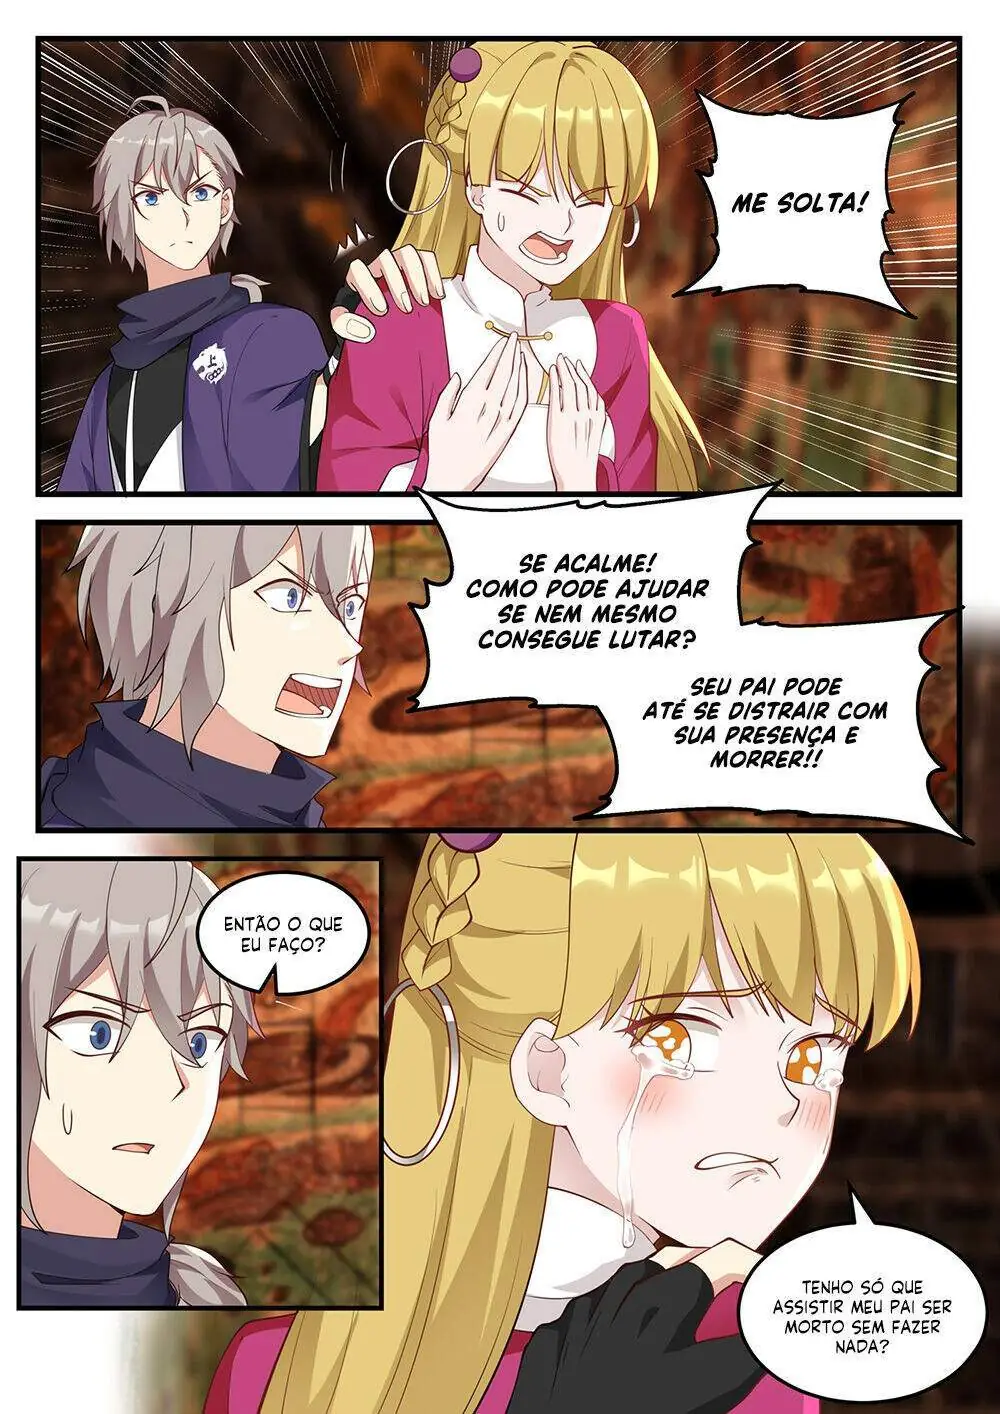 ME SOLTA!
SE ACALME!
COMO PODE AJUDAR
SE NEM MESMO
CONSEGUE LUTAR?
SEU PAI PODE
ATÉ SE DISTRAIR COM
SUA PRESENÇA E
MORRER!!
ENTÃO O QUE
EU FAÇO?
TENHO SÓ QUE
ASSISTIR MEU PAI SER
MORTO SEM FAZER
NADA?